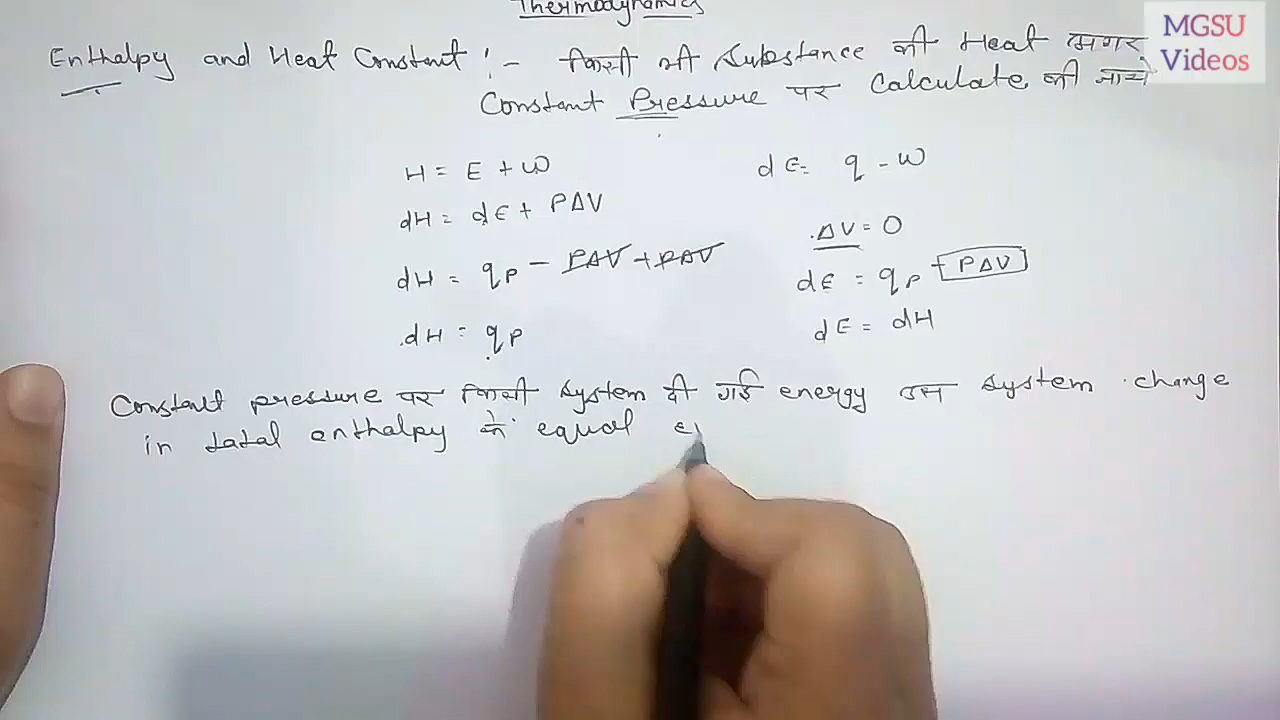 Thermodynamics
MGSU
Videos
Enthalpy and Heat Constant :- किसी भी Substance की Heat अगर
Constant Pressure पर Calculate की जाये
H = E + W
dE = q - W
dH = dE + PΔV
ΔV = 0
dH = qP - PΔV + PΔV
dE = qP - PΔV
dH = qP
dE = dH
Constant pressure पर किसी System दी गई energy उस system change
in total enthalpy के equal